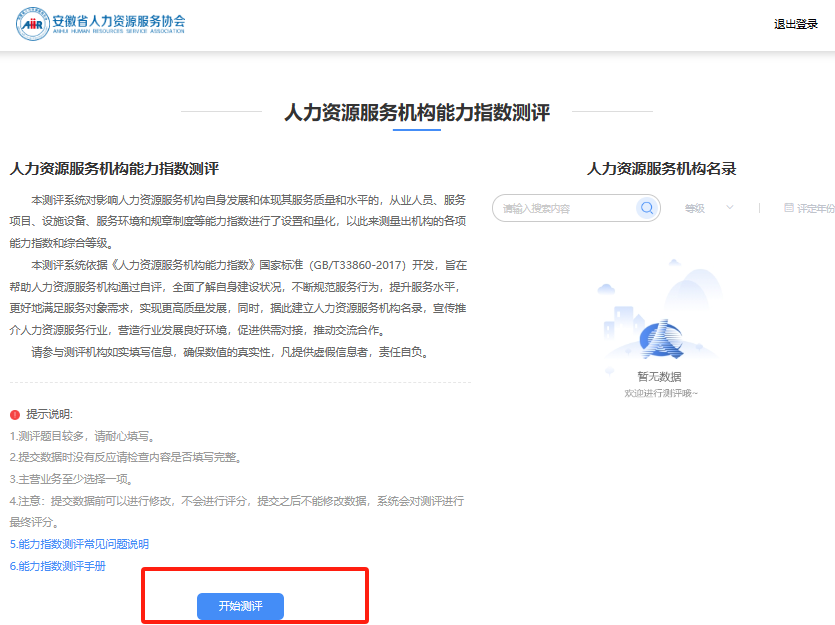 安徽省人力资源服务协会
ANHUI HUMAN RESOURCES SERVICE ASSOCIATION
退出登录
人力资源服务机构能力指数测评
人力资源服务机构能力指数测评
本测评系统对影响人力资源服务机构自身发展和体现其服务质量和水平的，从业人员、服务
项目、设施设备、服务环境和规章制度等能力指数进行了设置和量化，以此来测量出机构的各项
能力指数和综合等级。
本测评系统依据《人力资源服务机构能力指数》国家标准（GB/T33860-2017）开发，旨在
帮助人力资源服务机构通过自评，全面了解自身建设状况，不断规范服务行为，提升服务水平，
更好地满足服务对象需求，实现更高质量发展，同时，据此建立人力资源服务机构名录，宣传推
介人力资源服务行业，营造行业发展良好环境，促进供需对接，推动交流合作。
请参与测评机构如实填写信息，确保数值的真实性，凡提供虚假信息者，责任自负。
提示说明:
1.测评题目较多，请耐心填写。
2.提交数据时没有反应请检查内容是否填写完整。
3.主营业务至少选择一项。
4.注意：提交数据前可以进行修改，不会进行评分，提交之后不能修改数据，系统会对测评进行
最终评分。
5.能力指数测评常见问题说明
6.能力指数测评手册
开始测评
人力资源服务机构名录
请输入搜索内容
等级
评定年份
暂无数据
欢迎进行测评哦~